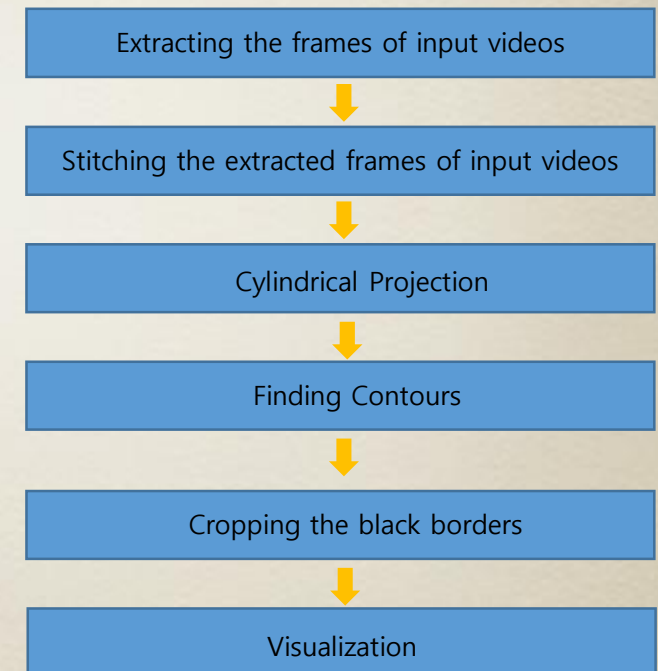 Extracting the frames of input videos
Stitching the extracted frames of input videos
Cylindrical Projection
Finding Contours
Cropping the black borders
Visualization